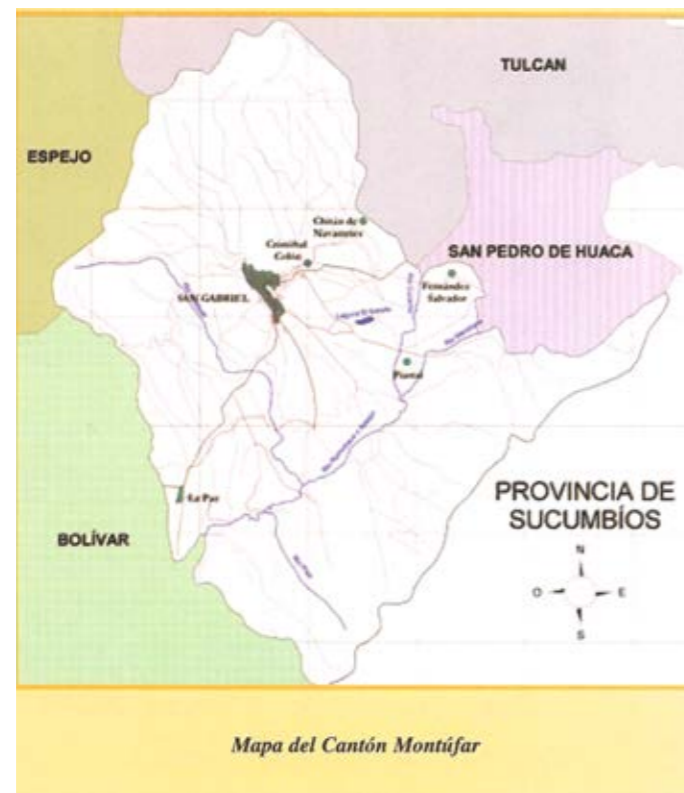 TULCAN
ESPEJO
Chitán de
Navarretes
Cristóbal
Colón
SAN PEDRO DE HUACA
SAN GABRIEL
Fernández
Salvador
Piartal
La Paz
PROVINCIA DE
SUCUMBÍOS
BOLÍVAR
N
O
E
S
Mapa del Cantón Montúfar